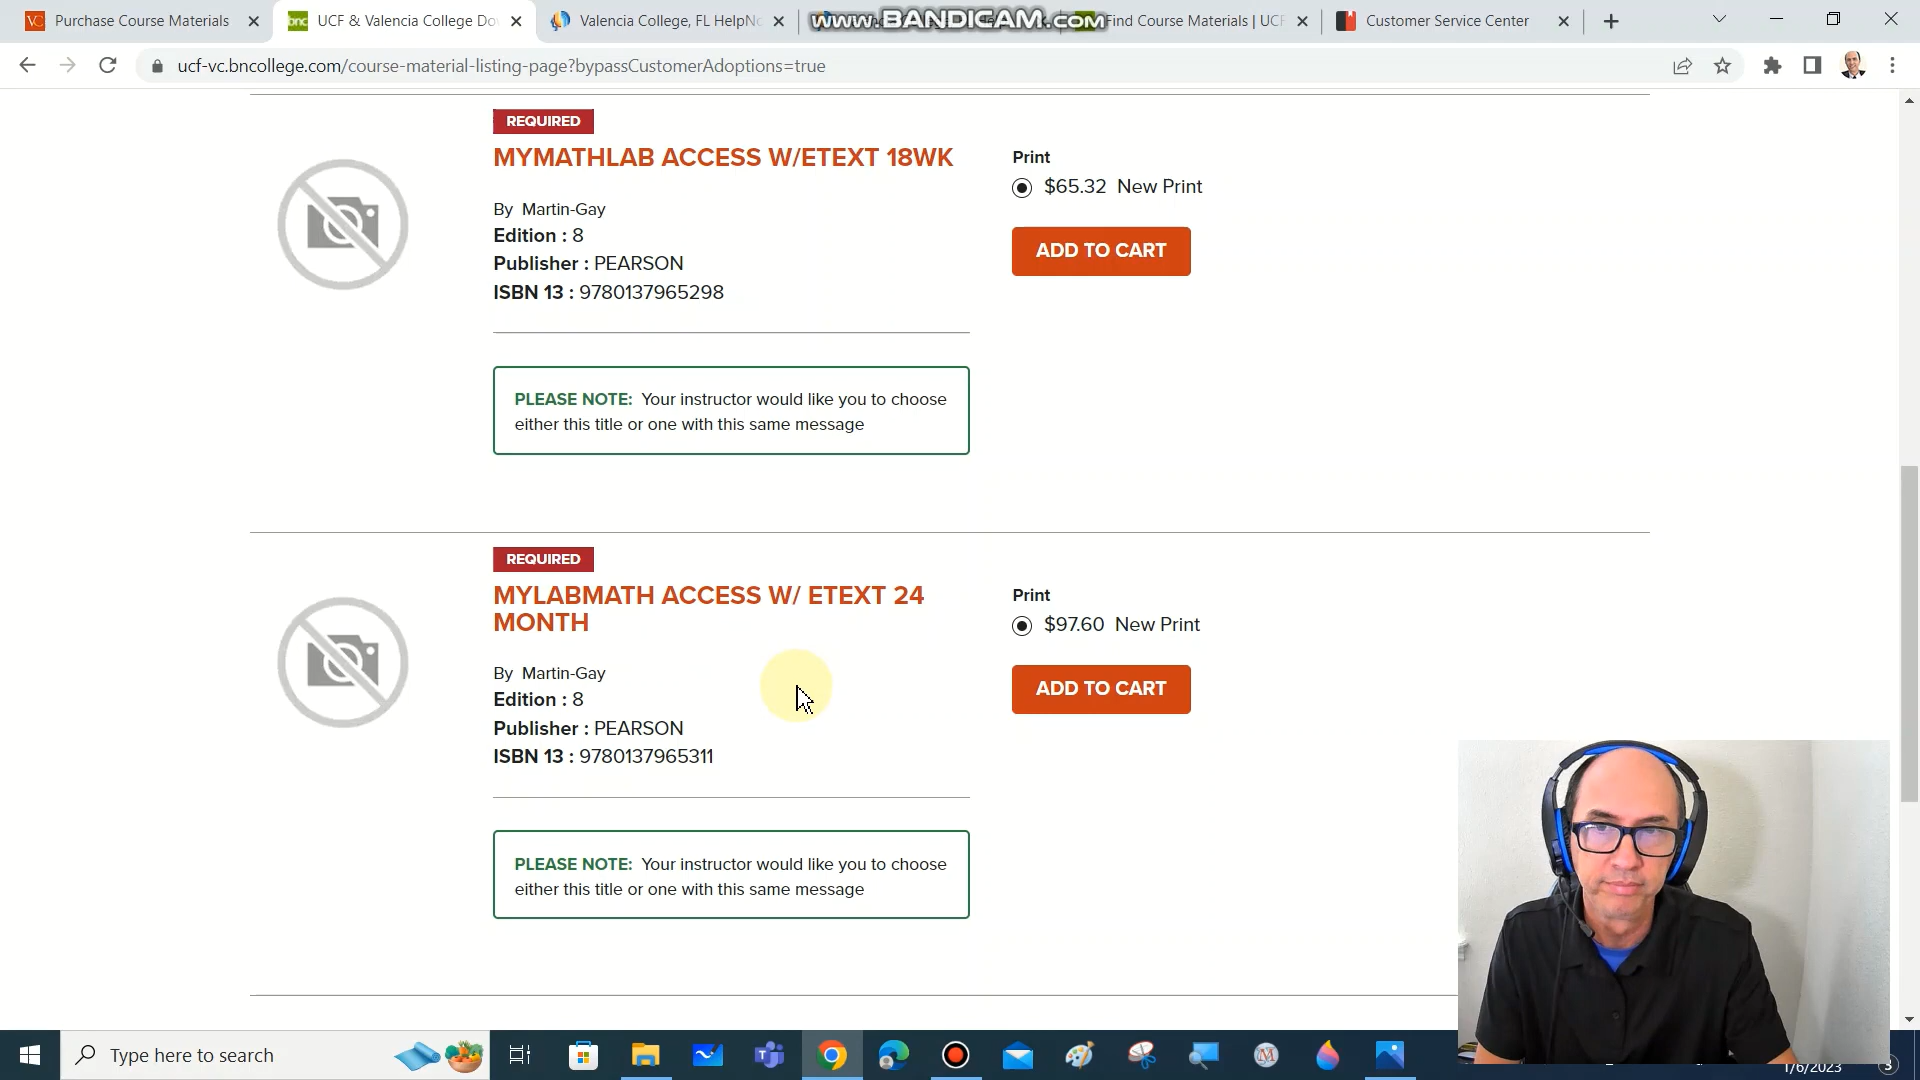 Purchase Course Materials
UCF & Valencia College Do
Valencia College, FL HelpN
www.BANDICAM.com
Find Course Materials | UCF
Customer Service Center
ucf-vc.bncollege.com/course-material-listing-page?bypassCustomerAdoptions=true
REQUIRED
MYMATHLAB ACCESS W/ETEXT 18WK
By Martin-Gay
Edition : 8
Publisher : PEARSON
ISBN 13 : 9780137965298
Print
$65.32 New Print
ADD TO CART
PLEASE NOTE: Your instructor would like you to choose
either this title or one with this same message
REQUIRED
MYLABMATH ACCESS W/ ETEXT 24
MONTH
By Martin-Gay
Edition : 8
Publisher : PEARSON
ISBN 13 : 9780137965311
Print
$97.60 New Print
ADD TO CART
PLEASE NOTE: Your instructor would like you to choose
either this title or one with this same message
Type here to search
1/6/2023
3